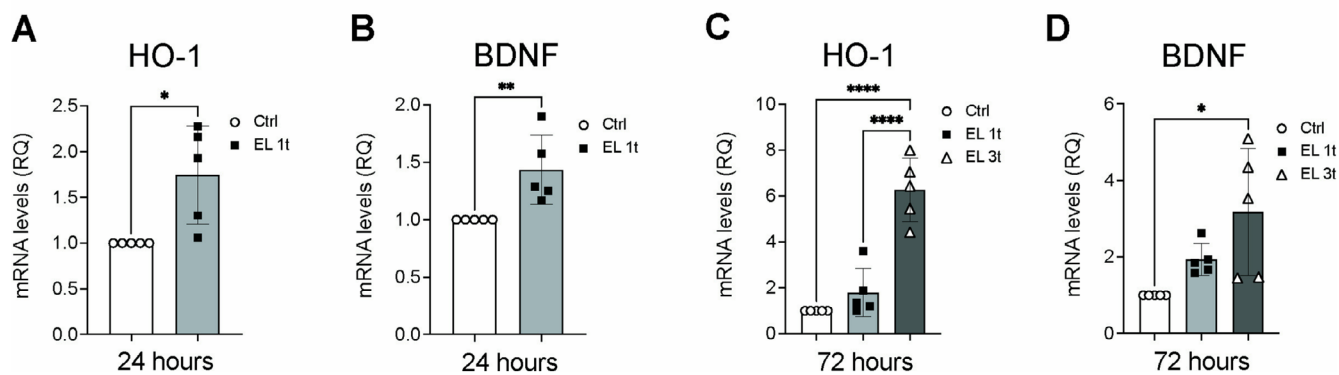 A
HO-1
mRNA levels (RQ)
2.5
2.0
1.5
1.0
0.5
0.0
*
Ctrl
EL 1t
24 hours
B
BDNF
mRNA levels (RQ)
2.0
1.5
1.0
0.5
0.0
**
Ctrl
EL 1t
24 hours
C
HO-1
mRNA levels (RQ)
10
8
6
4
2
0
****
****
Ctrl
EL 1t
EL 3t
72 hours
D
BDNF
mRNA levels (RQ)
6
4
2
0
*
Ctrl
EL 1t
EL 3t
72 hours